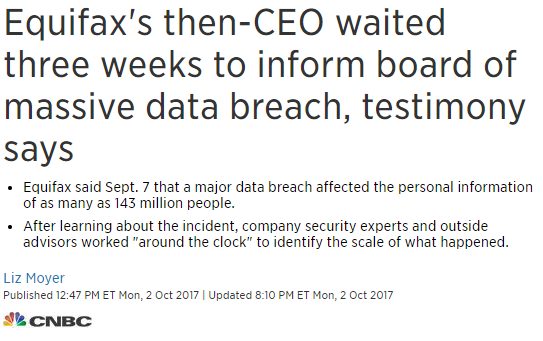 Equifax's then-CEO waited
three weeks to inform board of
massive data breach, testimony
says
• Equifax said Sept. 7 that a major data breach affected the personal information
of as many as 143 million people.
• After learning about the incident, company security experts and outside
advisors worked "around the clock" to identify the scale of what happened.
Liz Moyer
Published 12:47 PM ET Mon, 2 Oct 2017 | Updated 8:10 PM ET Mon, 2 Oct 2017
CNBC